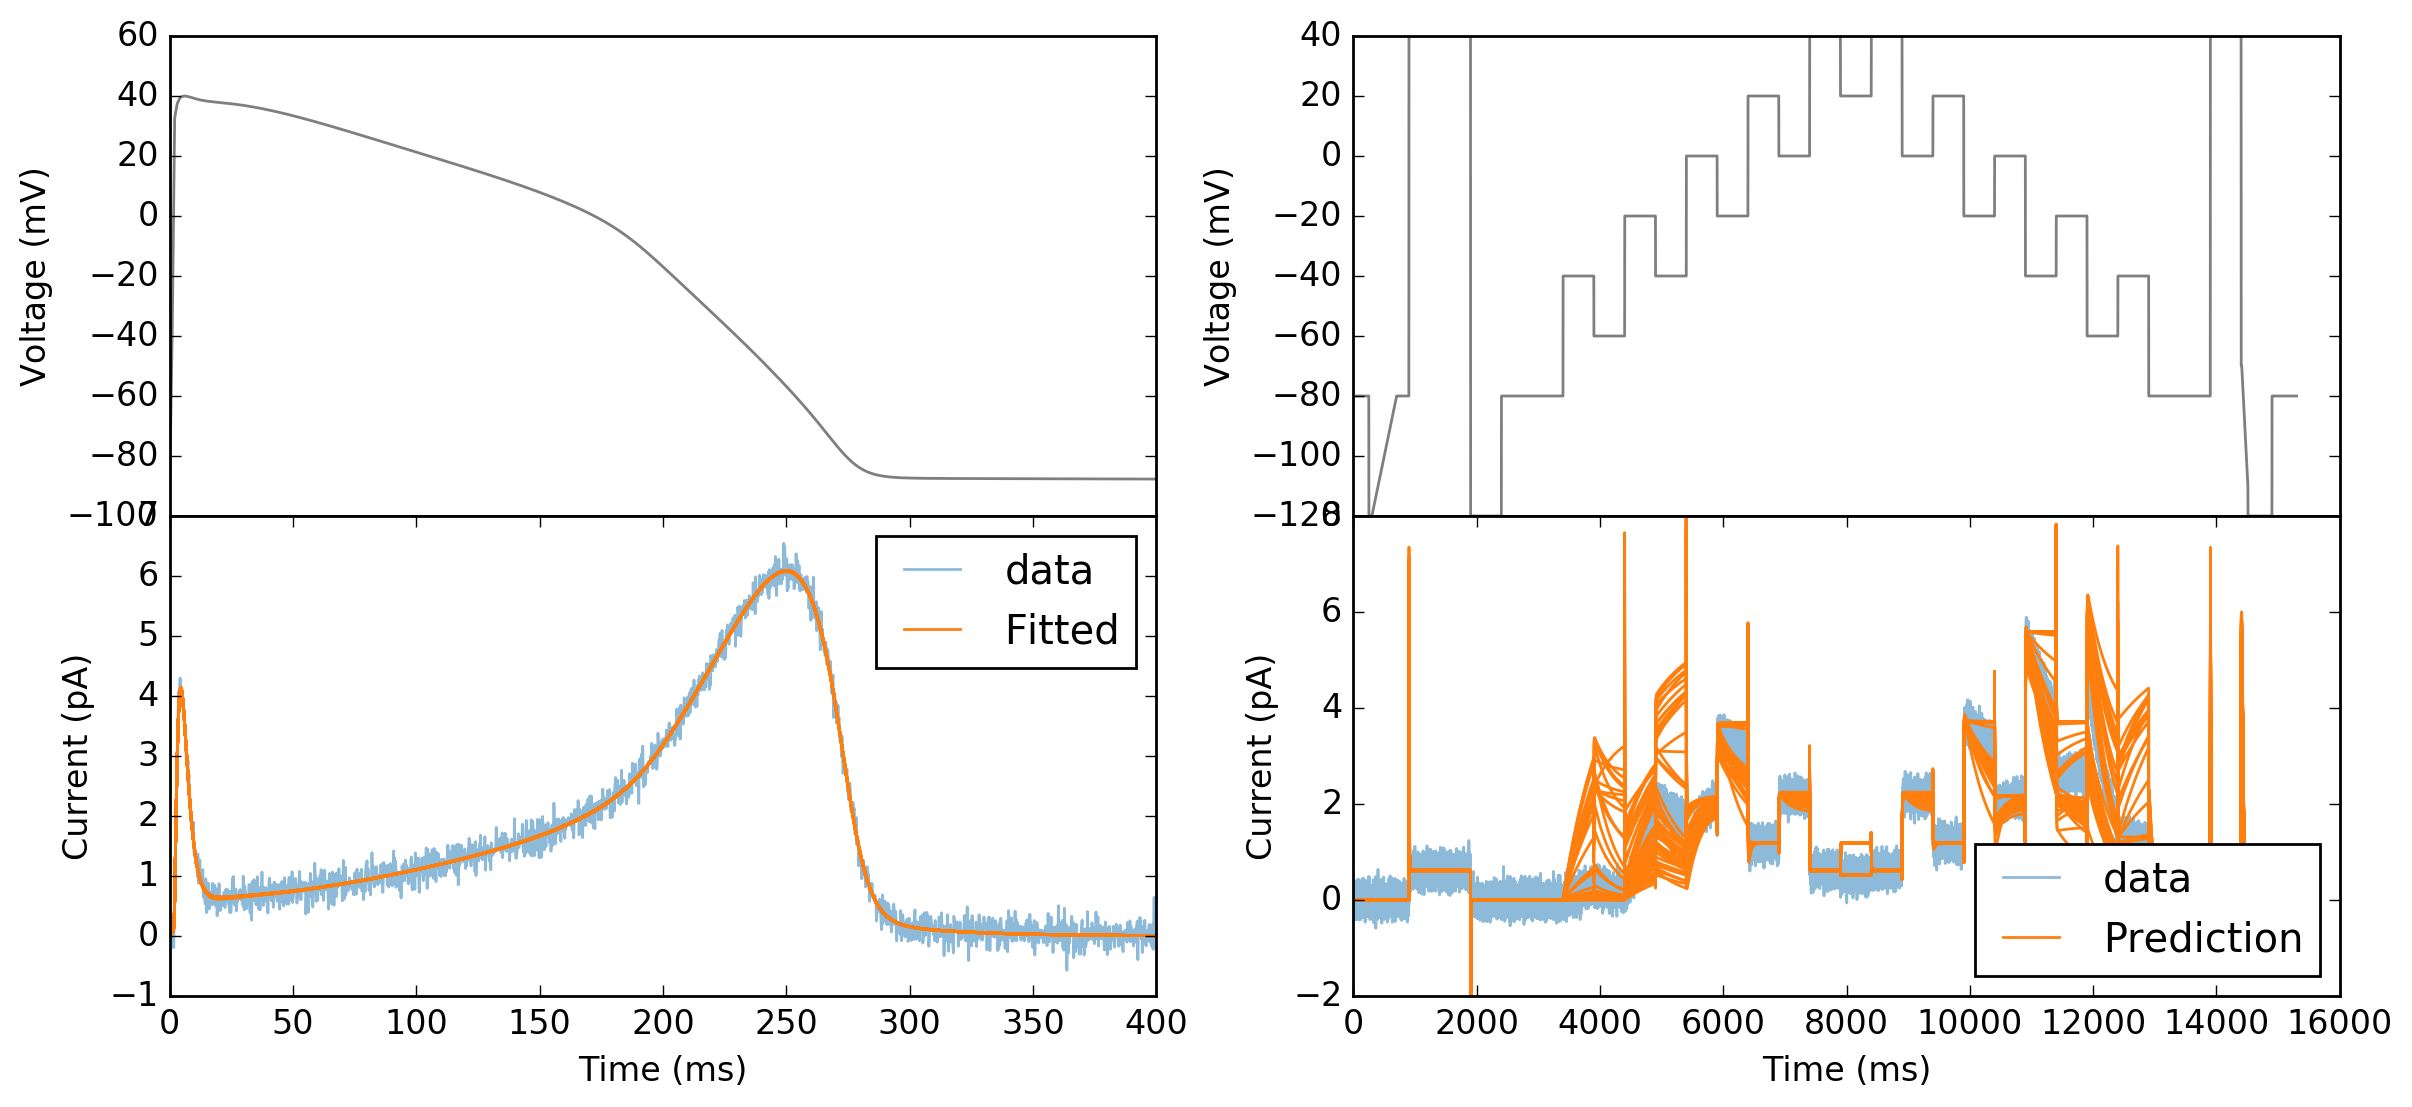 60
40
20
0
−20
−40
−60
−80
−100
Voltage (mV)
7
6
5
4
3
2
1
0
−1
Current (pA)
data
Fitted
0 50 100 150 200 250 300 350 400
Time (ms)
40
20
0
−20
−40
−60
−80
−100
−120
Voltage (mV)
8
6
4
2
0
−2
Current (pA)
data
Prediction
0 2000 4000 6000 8000 10000 12000 14000 16000
Time (ms)